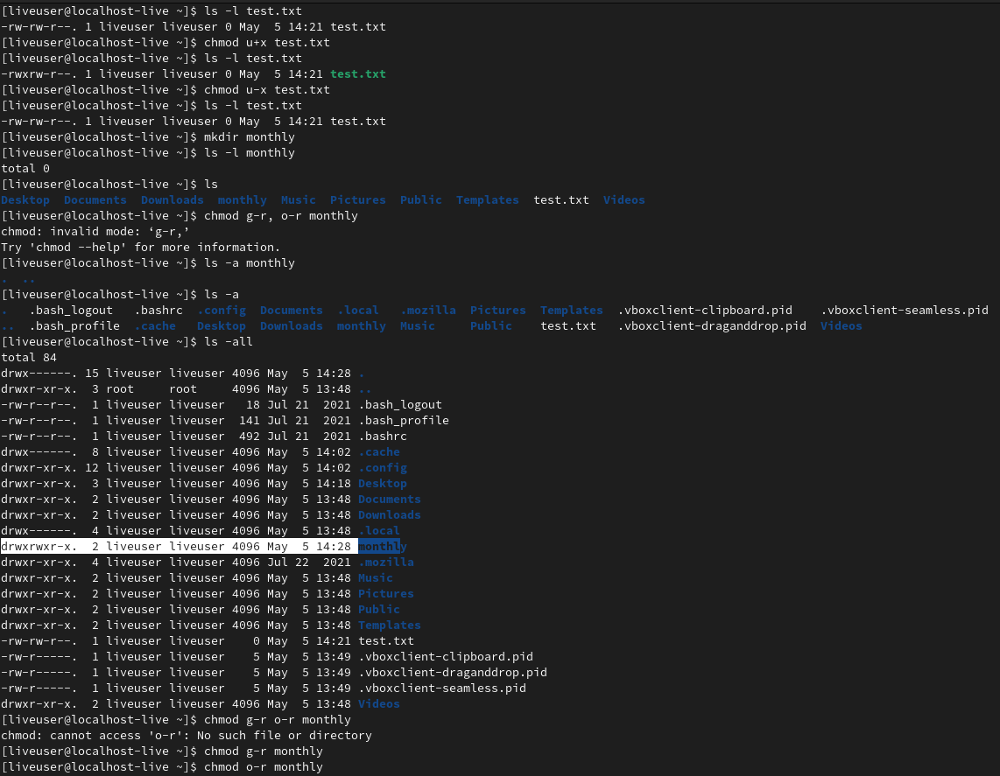 [liveuser@localhost-live ~]$ ls -l test.txt
-rw-rw-r--. 1 liveuser liveuser 0 May  5 14:21 test.txt
[liveuser@localhost-live ~]$ chmod u+x test.txt
[liveuser@localhost-live ~]$ ls -l test.txt
-rwxrw-r--. 1 liveuser liveuser 0 May  5 14:21 test.txt
[liveuser@localhost-live ~]$ chmod u-x test.txt
[liveuser@localhost-live ~]$ ls -l test.txt
-rw-rw-r--. 1 liveuser liveuser 0 May  5 14:21 test.txt
[liveuser@localhost-live ~]$ mkdir monthly
[liveuser@localhost-live ~]$ ls -l monthly
total 0
[liveuser@localhost-live ~]$ ls
Desktop  Documents  Downloads  monthly  Music  Pictures  Public  Templates  test.txt  Videos
[liveuser@localhost-live ~]$ chmod g-r, o-r monthly
chmod: invalid mode: ‘g-r,’
Try 'chmod --help' for more information.
[liveuser@localhost-live ~]$ ls -a monthly
.  ..
[liveuser@localhost-live ~]$ ls -a
.   .bash_logout   .bashrc  .config  Documents  .local   .mozilla  Pictures  Templates  .vboxclient-clipboard.pid    .vboxclient-seamless.pid
..  .bash_profile  .cache   Desktop  Downloads  monthly  Music     Public    test.txt   .vboxclient-draganddrop.pid  Videos
[liveuser@localhost-live ~]$ ls -all
total 84
drwx------. 15 liveuser liveuser 4096 May  5 14:28 .
drwxr-xr-x.  3 root     root     4096 May  5 13:48 ..
-rw-r--r--.  1 liveuser liveuser   18 Jul 21  2021 .bash_logout
-rw-r--r--.  1 liveuser liveuser  141 Jul 21  2021 .bash_profile
-rw-r--r--.  1 liveuser liveuser  492 Jul 21  2021 .bashrc
drwx------.  8 liveuser liveuser 4096 May  5 14:02 .cache
drwxr-xr-x. 12 liveuser liveuser 4096 May  5 14:02 .config
drwxr-xr-x.  3 liveuser liveuser 4096 May  5 14:18 Desktop
drwxr-xr-x.  2 liveuser liveuser 4096 May  5 13:48 Documents
drwxr-xr-x.  2 liveuser liveuser 4096 May  5 13:48 Downloads
drwx------.  4 liveuser liveuser 4096 May  5 13:48 .local
drwxrwxr-x.  2 liveuser liveuser 4096 May  5 14:28 monthly
drwxr-xr-x.  4 liveuser liveuser 4096 Jul 22  2021 .mozilla
drwxr-xr-x.  2 liveuser liveuser 4096 May  5 13:48 Music
drwxr-xr-x.  2 liveuser liveuser 4096 May  5 13:48 Pictures
drwxr-xr-x.  2 liveuser liveuser 4096 May  5 13:48 Public
drwxr-xr-x.  2 liveuser liveuser 4096 May  5 13:48 Templates
-rw-rw-r--.  1 liveuser liveuser    0 May  5 14:21 test.txt
-rw-r-----.  1 liveuser liveuser    5 May  5 13:49 .vboxclient-clipboard.pid
-rw-r-----.  1 liveuser liveuser    5 May  5 13:49 .vboxclient-draganddrop.pid
-rw-r-----.  1 liveuser liveuser    5 May  5 13:49 .vboxclient-seamless.pid
drwxr-xr-x.  2 liveuser liveuser 4096 May  5 13:48 Videos
[liveuser@localhost-live ~]$ chmod g-r o-r monthly
chmod: cannot access 'o-r': No such file or directory
[liveuser@localhost-live ~]$ chmod g-r monthly
[liveuser@localhost-live ~]$ chmod o-r monthly